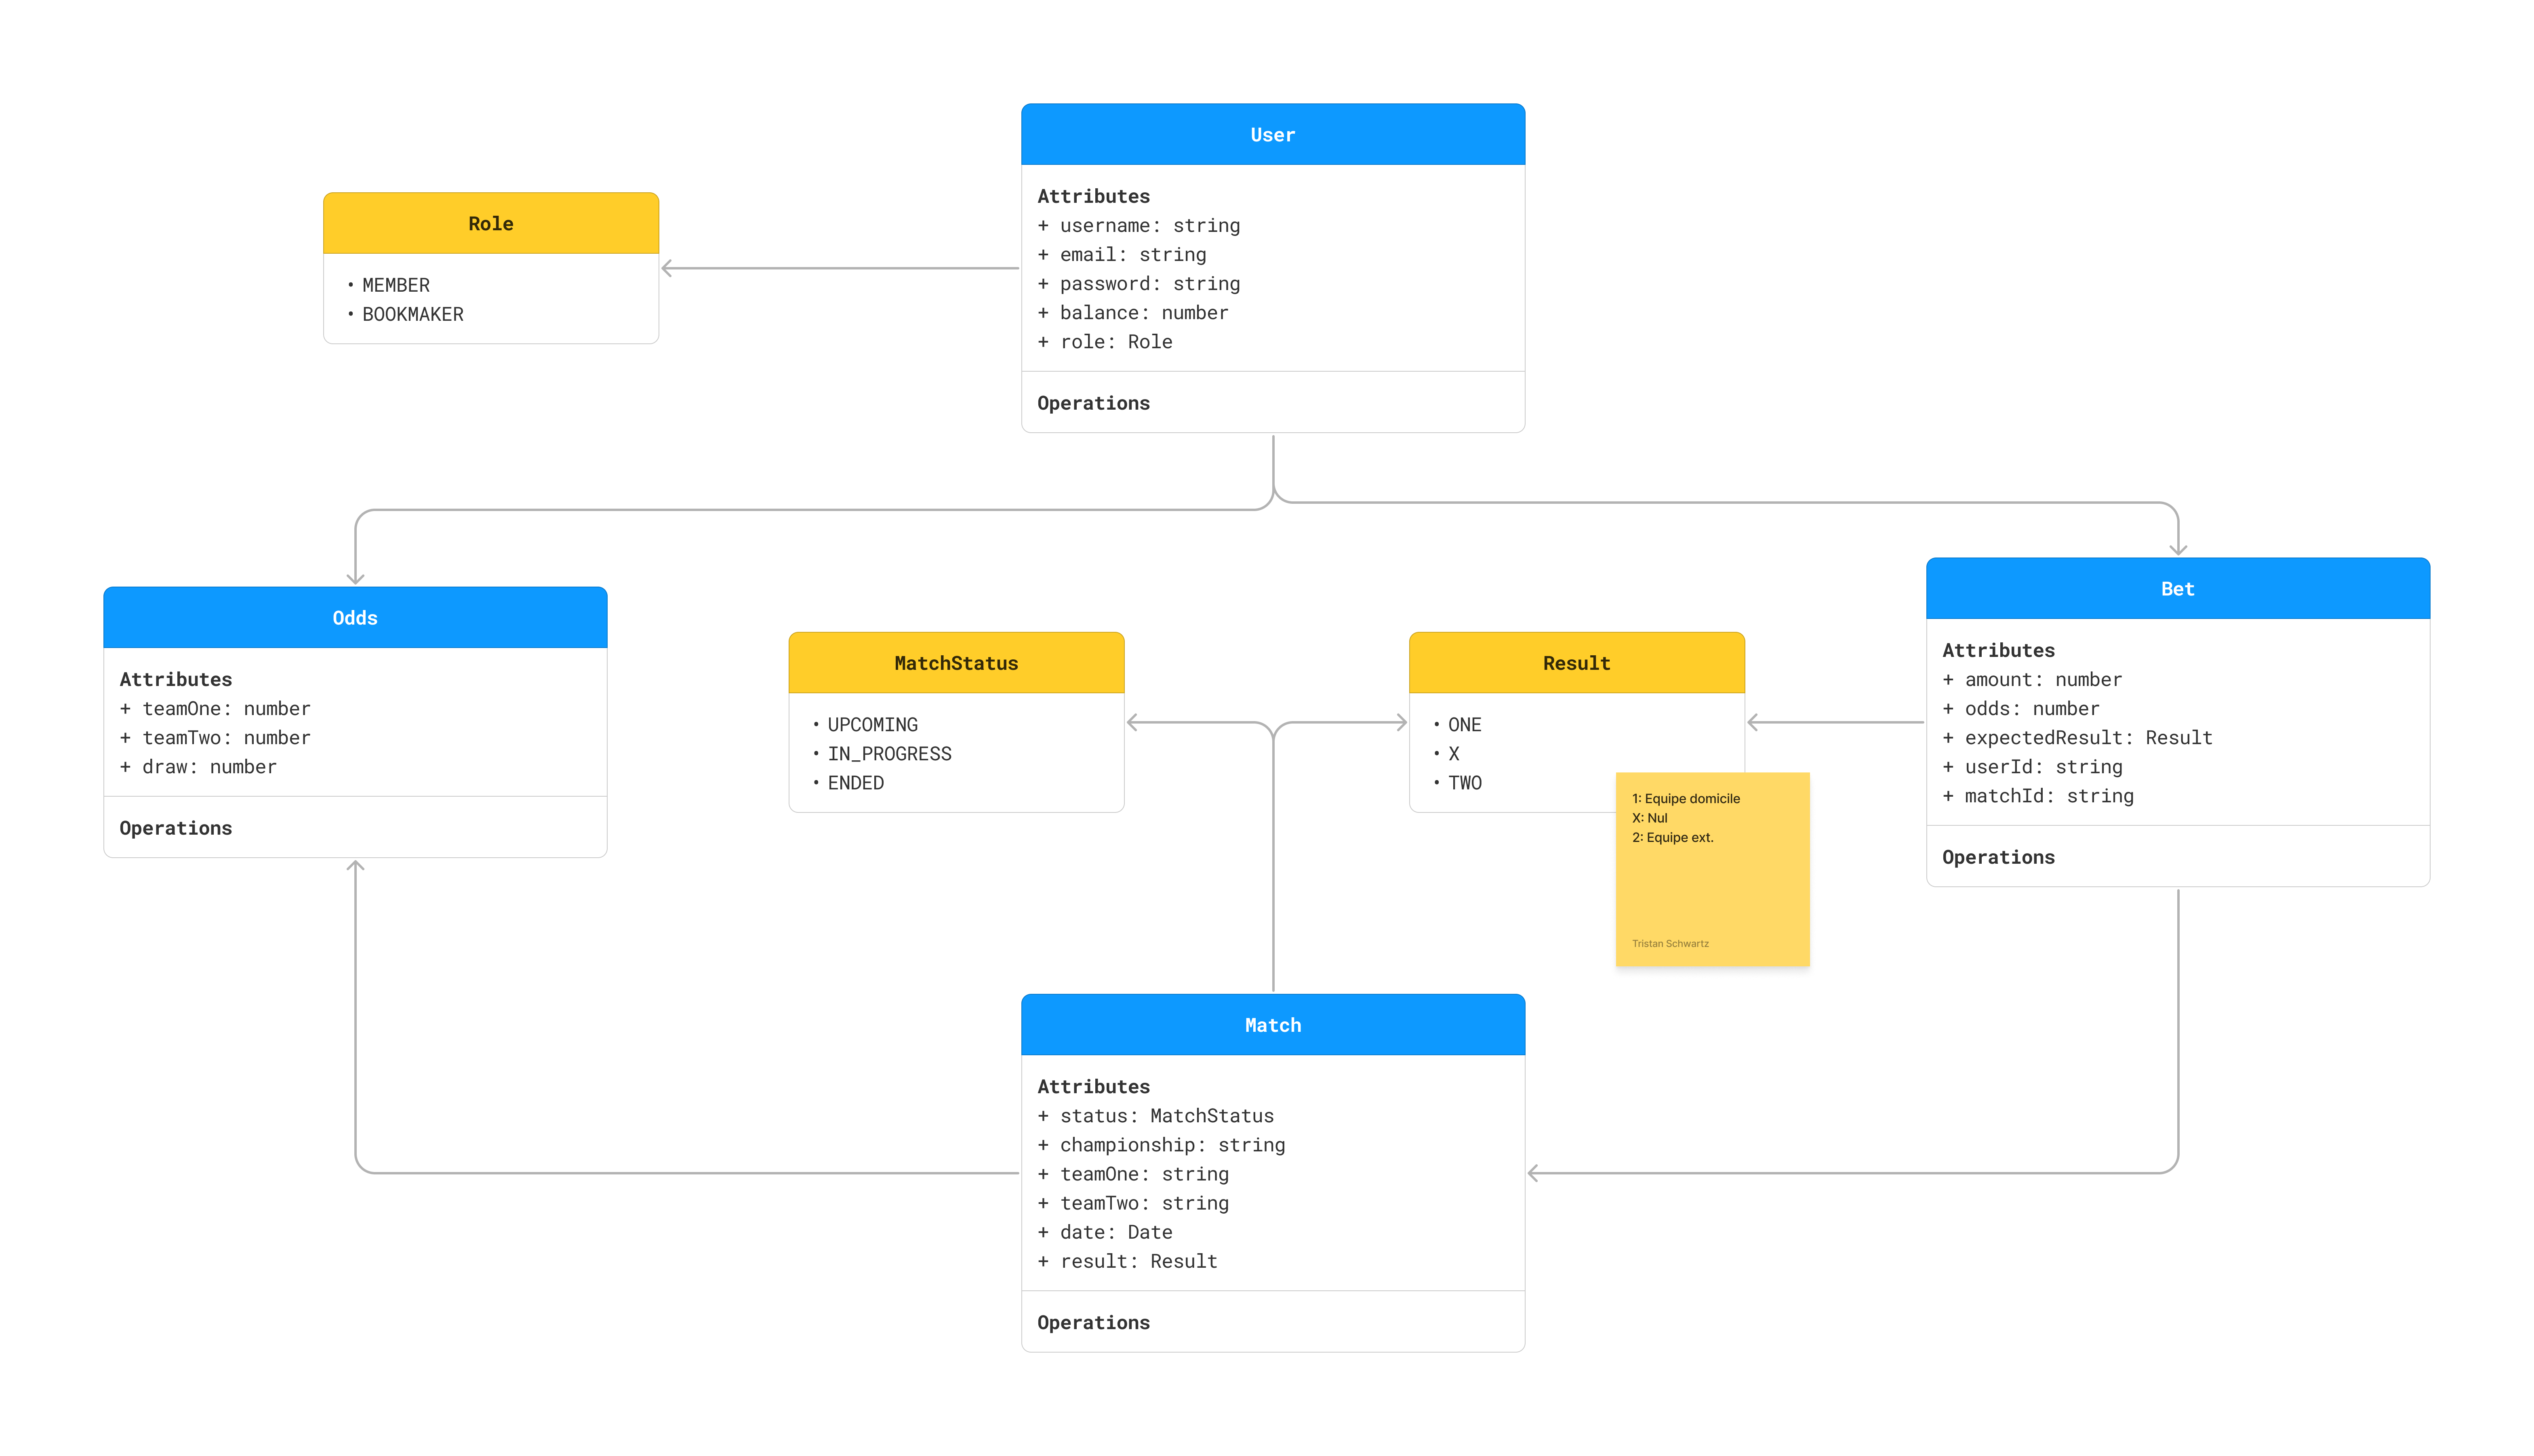 User
Attributes
+ username: string
+ email: string
+ password: string
+ balance: number
+ role: Role
Operations
Role
• MEMBER
• BOOKMAKER
Odds
Attributes
+ teamOne: number
+ teamTwo: number
+ draw: number
Operations
MatchStatus
• UPCOMING
• IN_PROGRESS
• ENDED
Result
• ONE
• X
• TWO
1: Equipe domicile
X: Nul
2: Equipe ext.
Tristan Schwartz
Bet
Attributes
+ amount: number
+ odds: number
+ expectedResult: Result
+ userId: string
+ matchId: string
Operations
Match
Attributes
+ status: MatchStatus
+ championship: string
+ teamOne: string
+ teamTwo: string
+ date: Date
+ result: Result
Operations